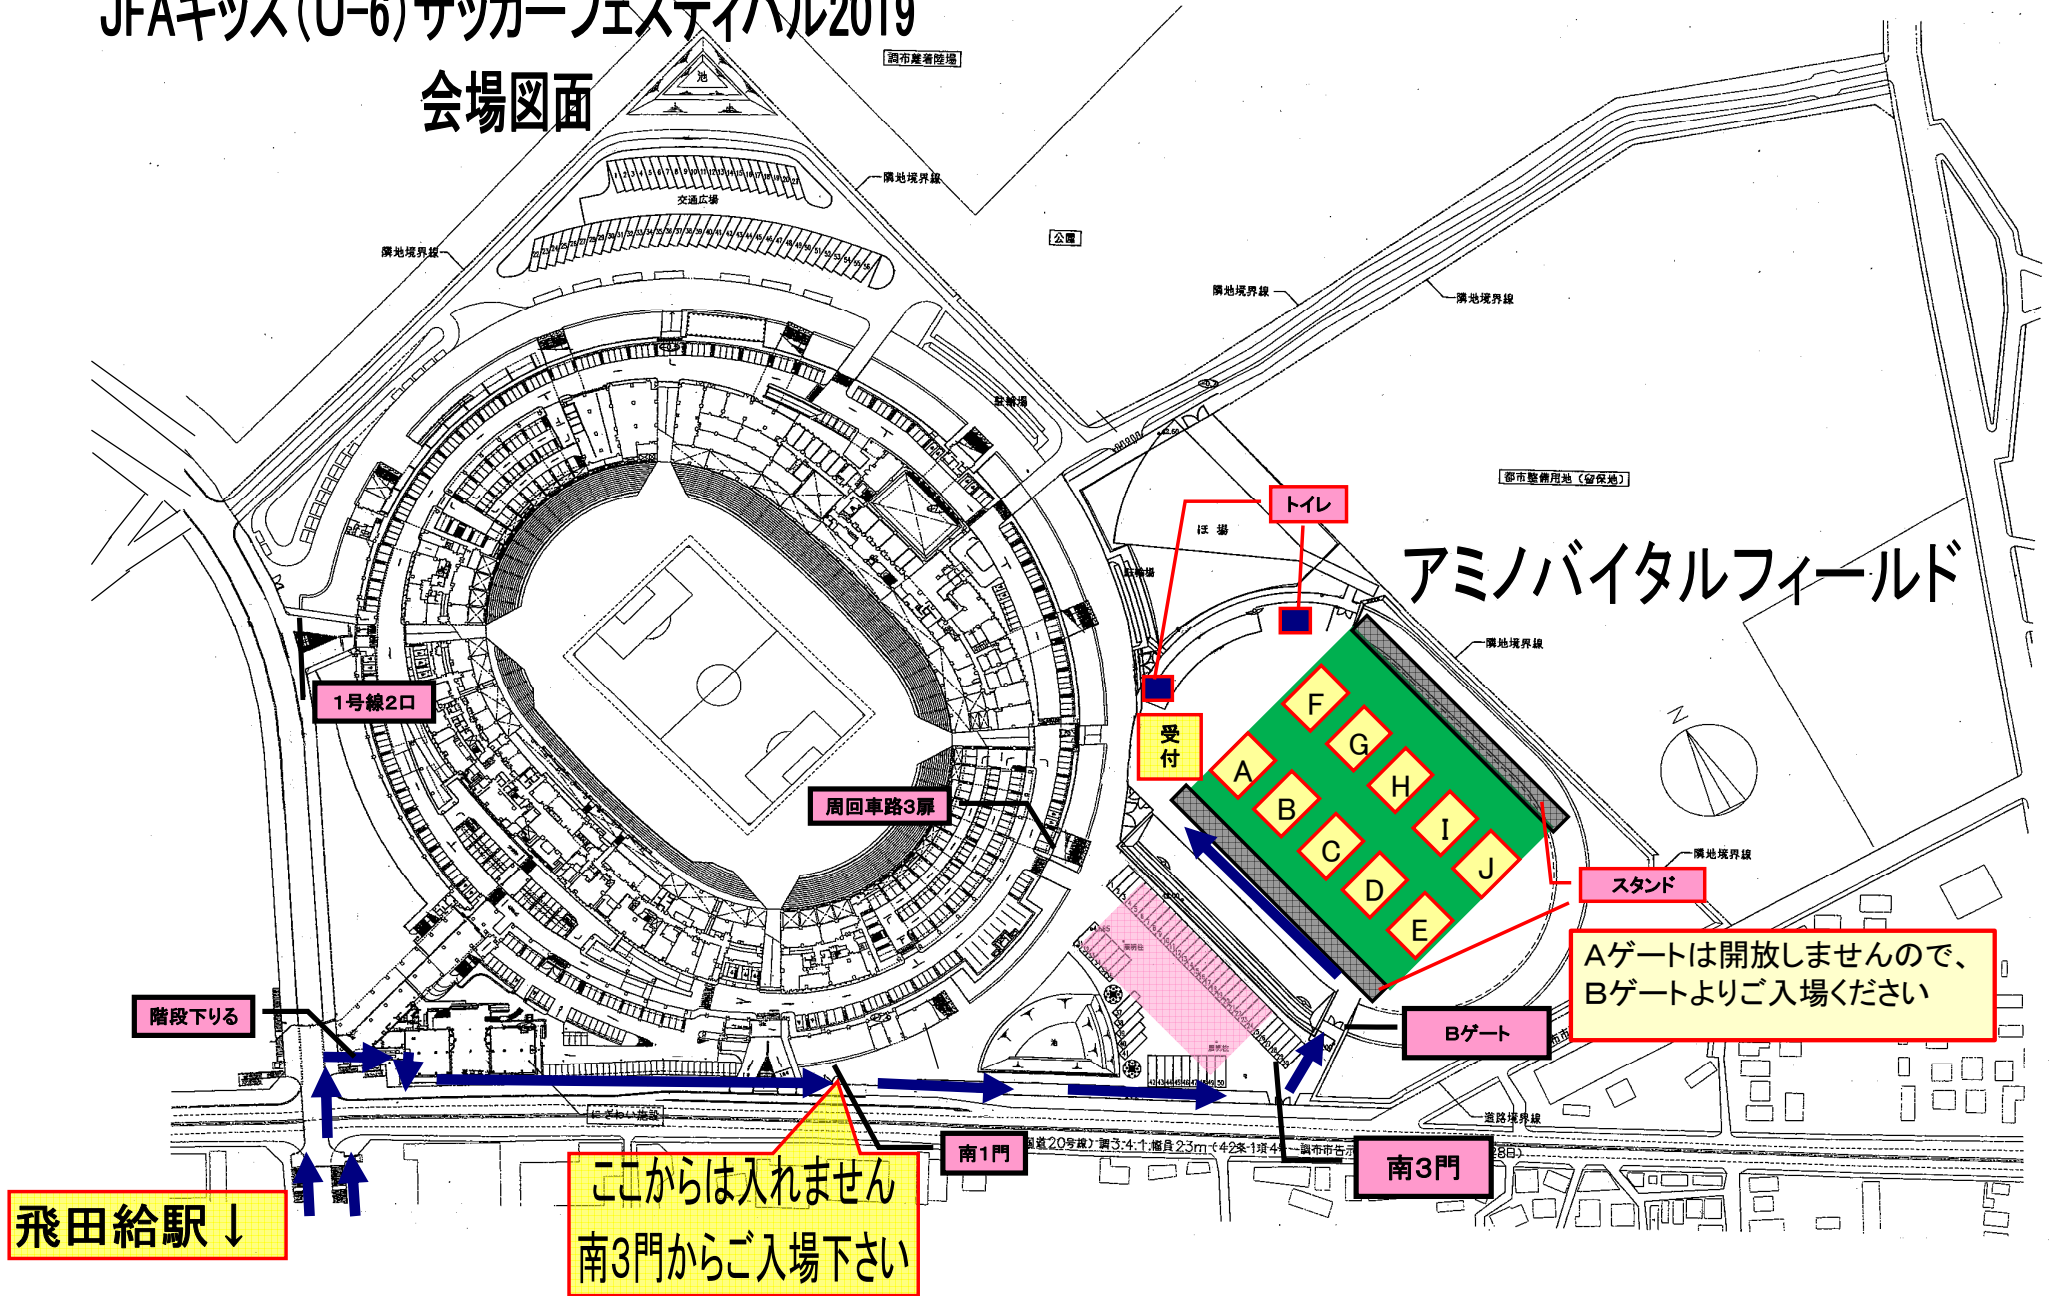 JFAキッズ(U-6)サッカーフェスティバル2019
会場図面
調布離着陸場
池
交通広場
隣地境界線
隣地境界線
公園
隣地境界線
隣地境界線
駐輪場
都市整備用地(留保地)
トイレ
ほ場
アミノバイタルフィールド
駐輪場
隣地境界線
1号線2口
受付
F
G
H
I
J
A
B
C
D
E
N
周回車路3扉
隣地境界線
スタンド
Aゲートは開放しませんので、
Bゲートよりご入場ください
階段下りる
Bゲート
池
にぎわい施設
道路境界線
南1門
南3門
ここからは入れません
南3門からご入場下さい
飛田給駅↓